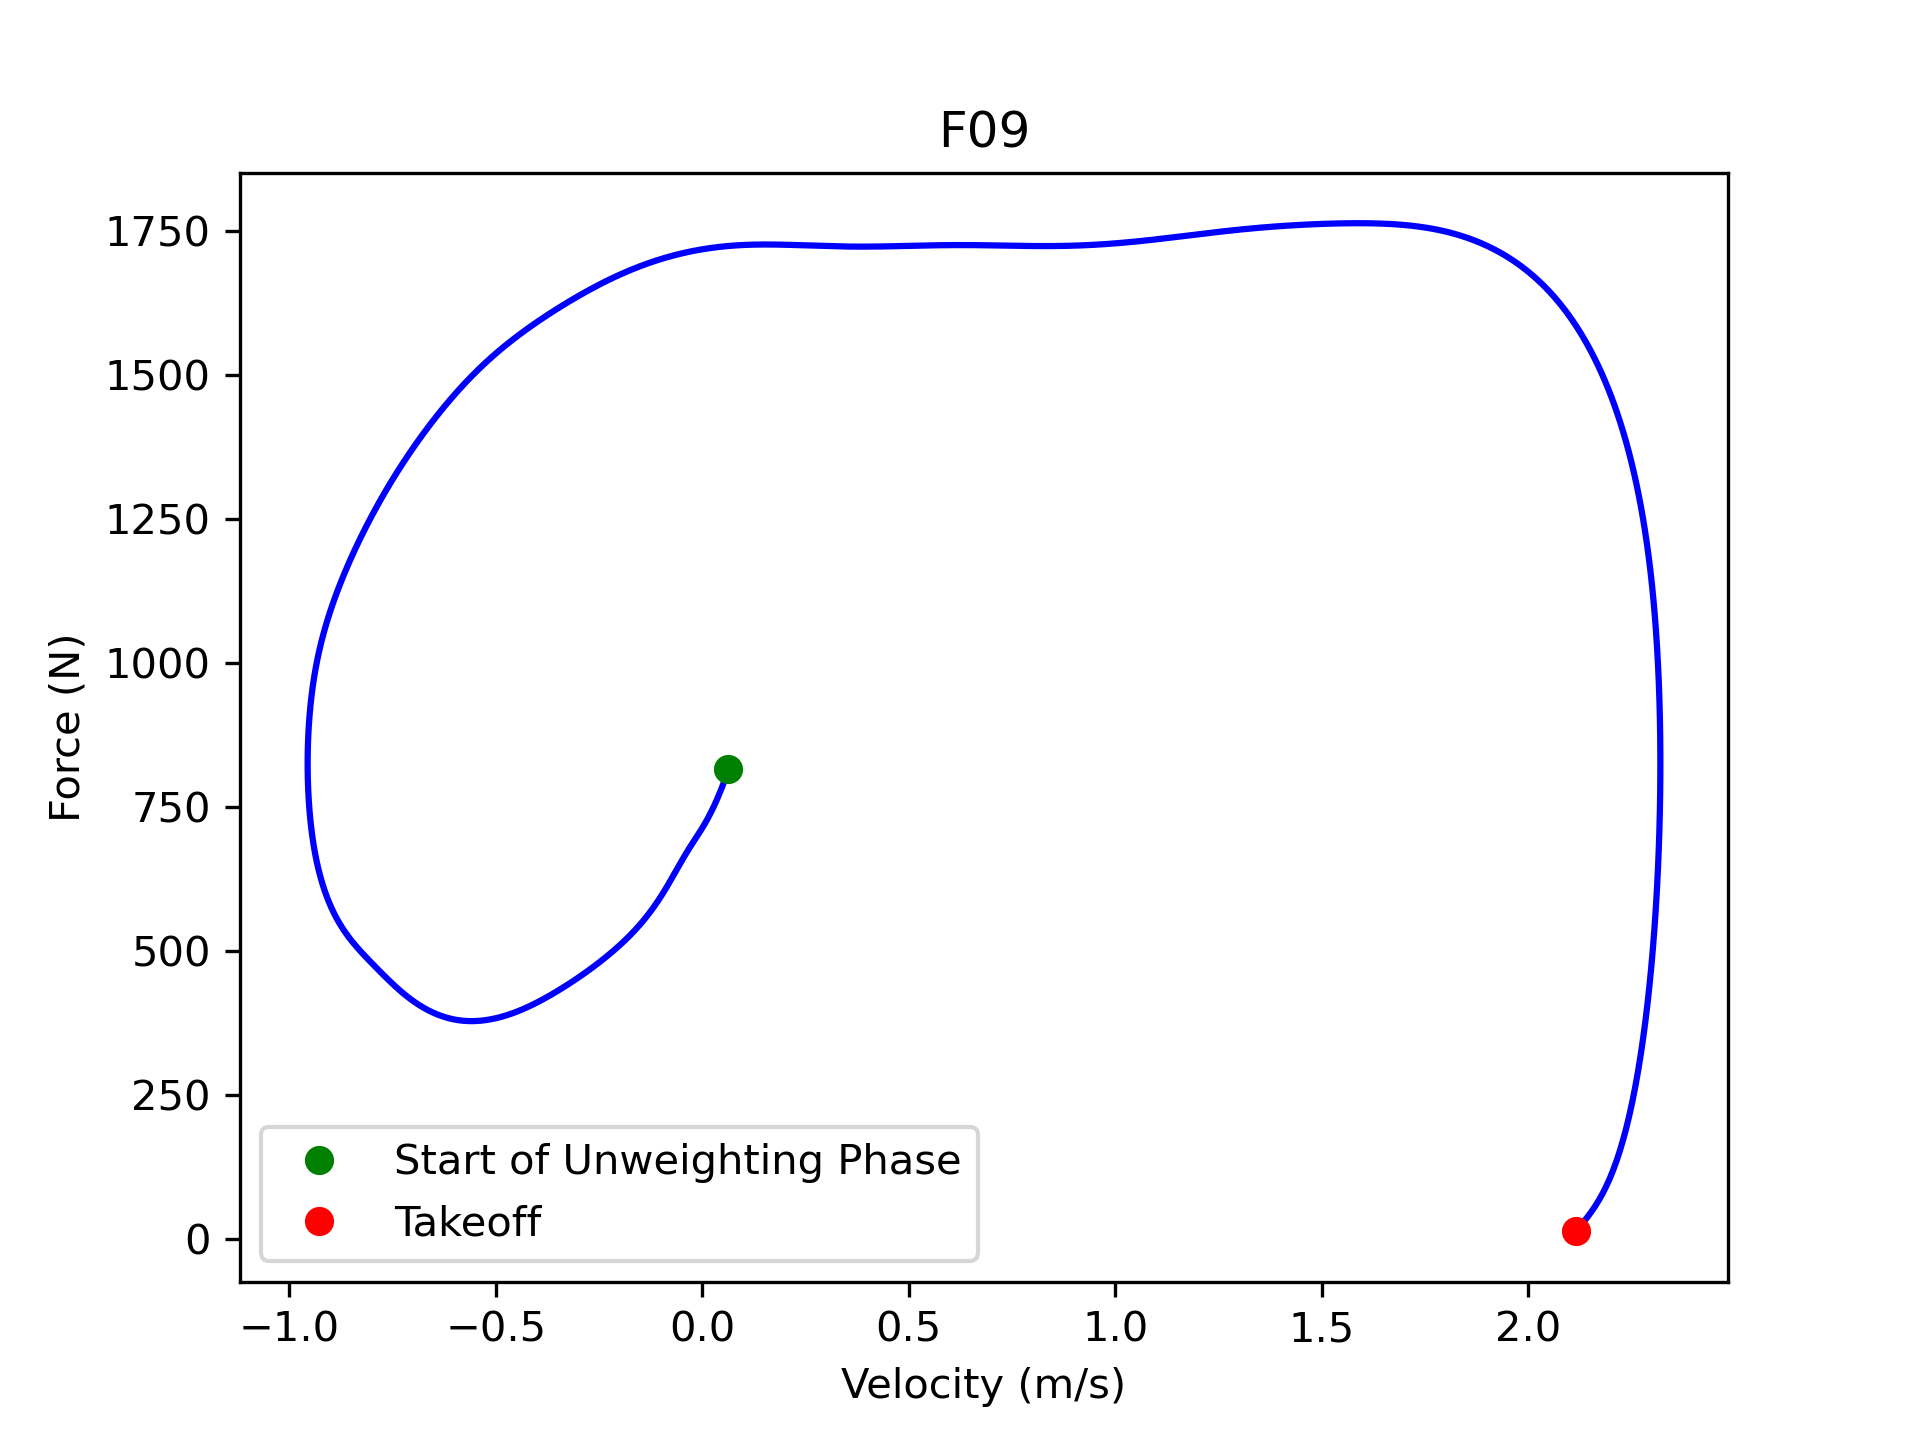 F09
1750
1500
1250
1000
750
500
250
0
Force (N)
Start of Unweighting Phase
Takeoff
−1.0 −0.5 0.0 0.5 1.0 1.5 2.0
Velocity (m/s)